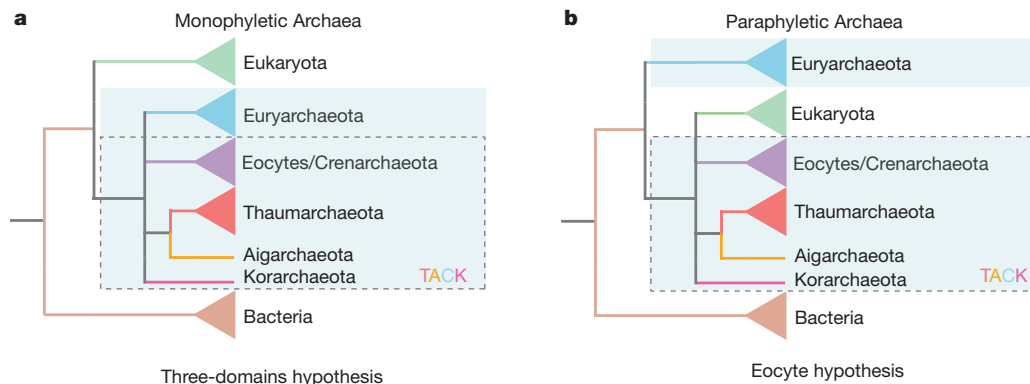 a
Monophyletic Archaea
Eukaryota
Euryarchaeota
Eocytes/Crenarchaeota
Thaumarchaeota
Aigarchaeota
Korarchaeota
TACK
Bacteria
Three-domains hypothesis
b
Paraphyletic Archaea
Euryarchaeota
Eukaryota
Eocytes/Crenarchaeota
Thaumarchaeota
Aigarchaeota
Korarchaeota
TACK
Bacteria
Eocyte hypothesis